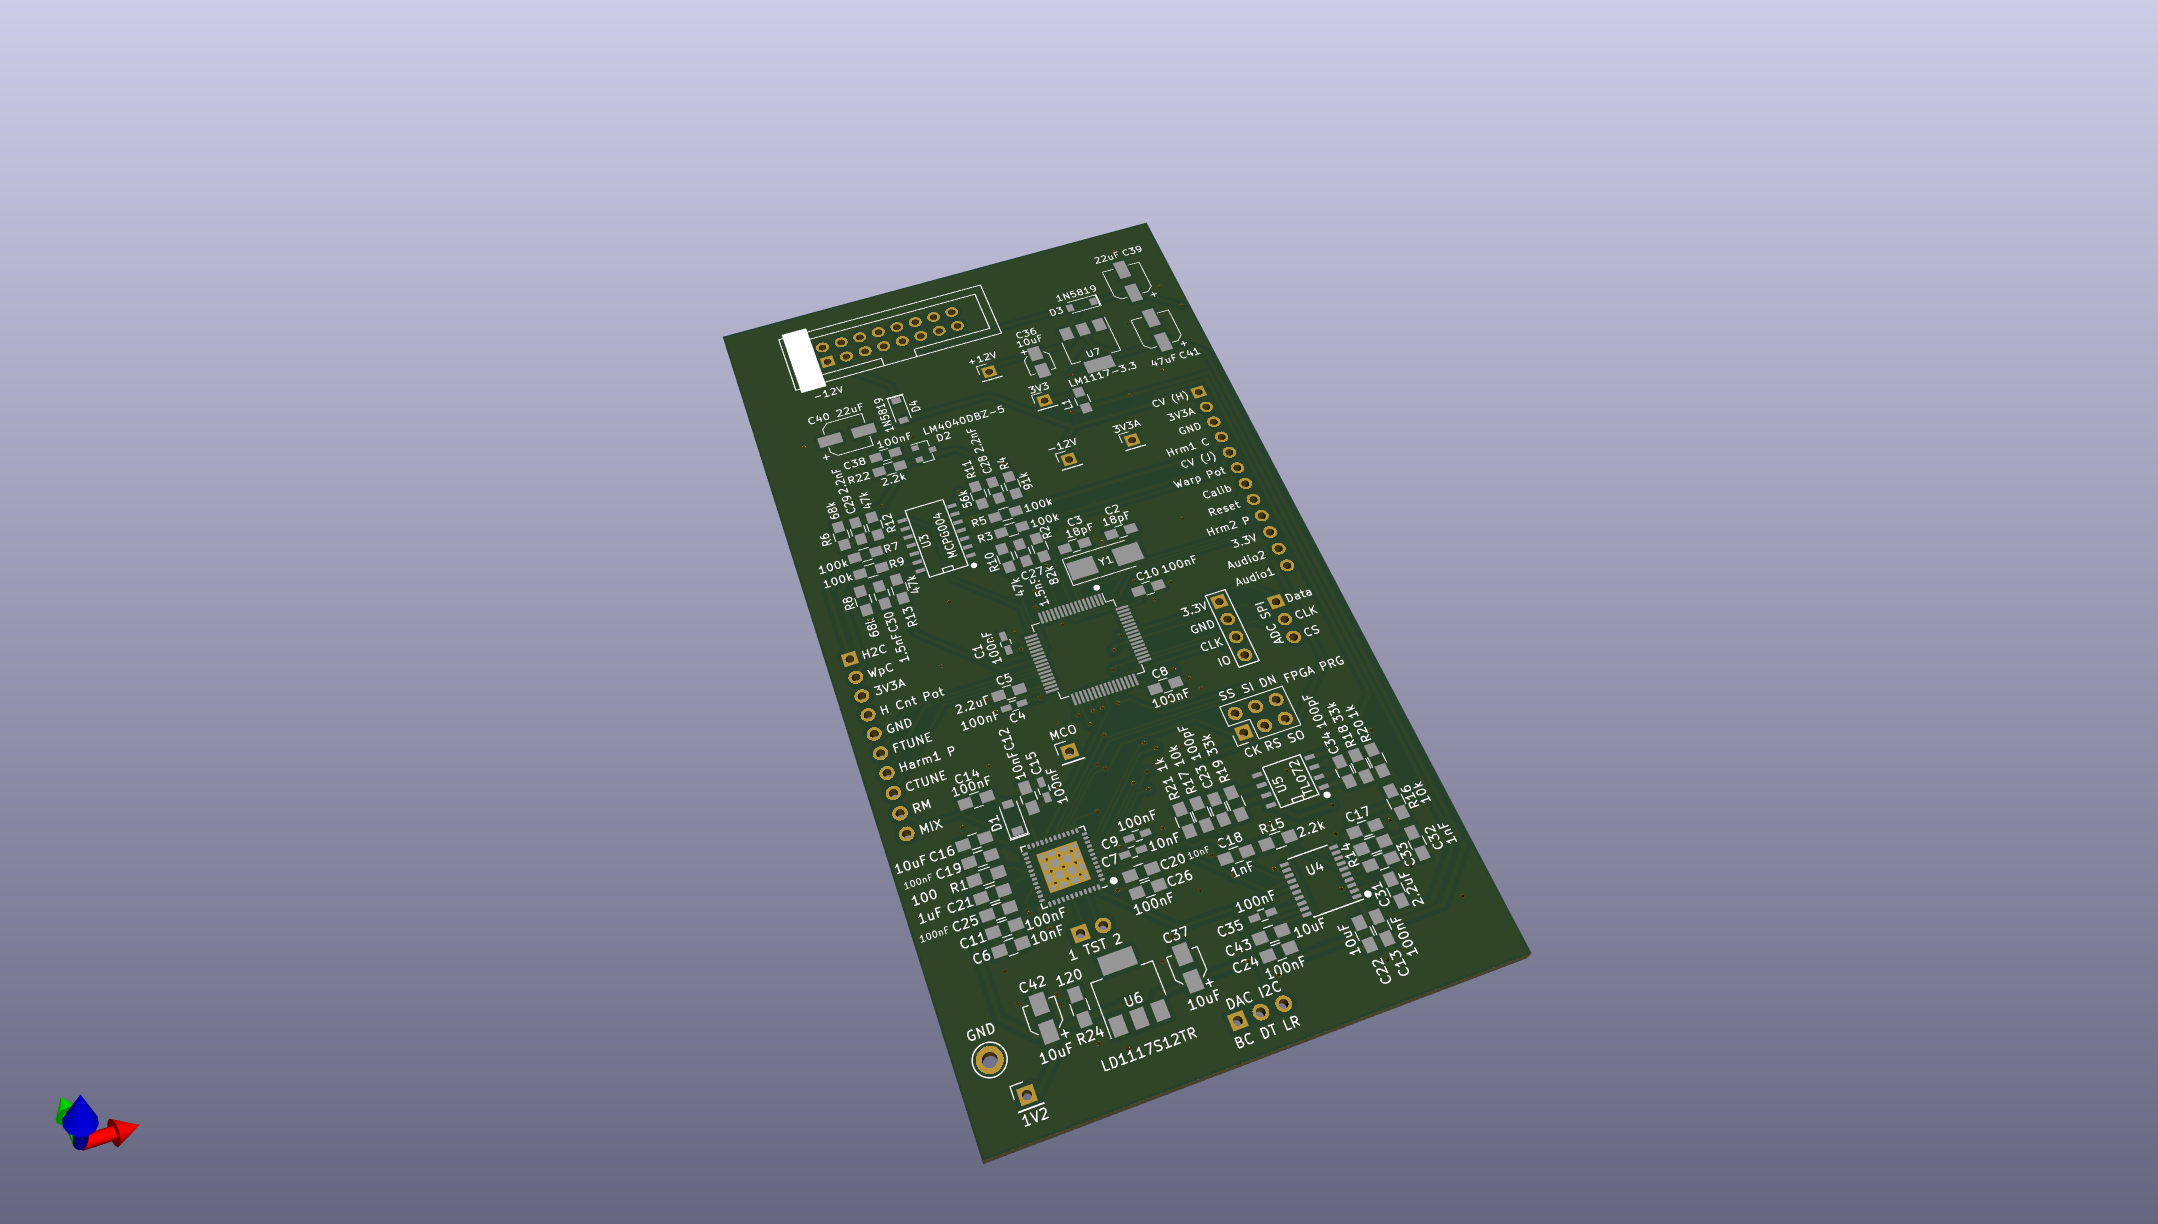 22uF C39
1N5819
D3
C36
10uF
U7
47uF C41
LM1117-3.3
+12V
3V3
L1
-12V
C40 22uF
1N5819
D4
LM4040DBZ-5
D2
100nF
C38
R22
2.2k
-12V
3V3A
CV (H)
3V3A
GND
Hrm1 C
CV (J)
Warp Pot
Calib
Reset
Hrm2 P
3.3V
Audio2
Audio1
68k
C29 2.2nF
47k
R6
R12
R7
100k
R9
100k
R8
68k
C30
1.5nF
R13
47k
U3
MCP6004
56k
R11
C28 2.2nF
R4
91k
R5
100k
R3
100k
R10
R2
47k
C27
1.5nF
82k
C3
18pF
C2
18pF
Y1
C10 100nF
C1
100nF
C5
2.2uF
100nF
C4
C8
100nF
3.3V
GND
CLK
IO
ADC SPI
Data
CLK
CS
SS SI DN FPGA PRG
CK RS SO
H2C
WpC
3V3A
H Cnt Pot
GND
FTUNE
Harm1 P
CTUNE
RM
MIX
MCO
C14
100nF
10nF C12
C15
100nF
D1
R21 1k
R17 10k
C23 100pF
R19 33k
U5
TL072
C34 100pF
R18 33k
R20 1k
R16
10k
C17
C32
1nF
R14
C33
C31
2.2uF
C9
100nF
C7
10nF
C20
10nF
C26
100nF
C18
1nF
R15
2.2k
U4
10uF C16
100nF C19
100 R1
1uF C21
100nF C25
C11
100nF
C6
10nF
1 TST 2
C35
100nF
C43
10uF
C24
100nF
10uF
C22
C13
100nF
C37
10uF
C42
10uF
120
R24
U6
LD1117S12TR
DAC I2C
BC DT LR
GND
1V2